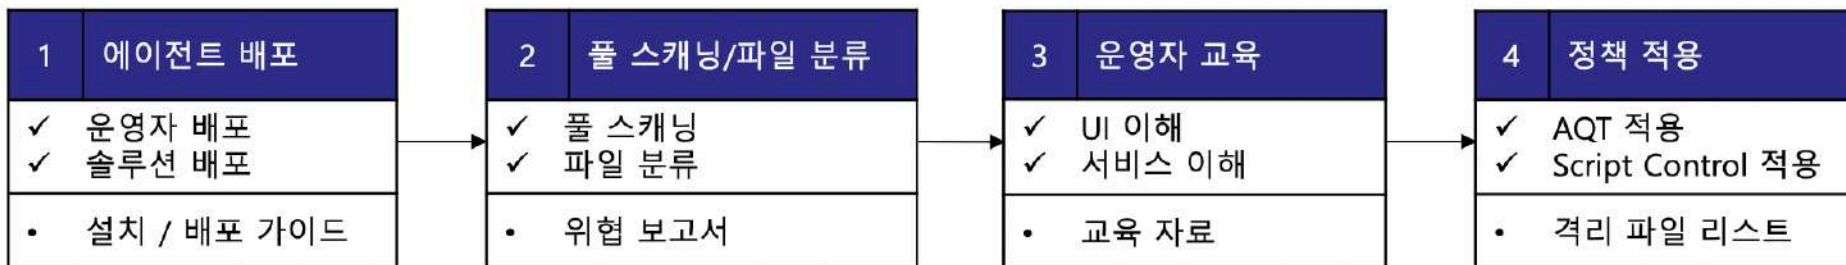 1 에이전트 배포
✓ 운영자 배포
✓ 솔루션 배포
• 설치 / 배포 가이드
2 풀 스캐닝/파일 분류
✓ 풀 스캐닝
✓ 파일 분류
• 위협 보고서
3 운영자 교육
✓ UI 이해
✓ 서비스 이해
• 교육 자료
4 정책 적용
✓ AQT 적용
✓ Script Control 적용
• 격리 파일 리스트